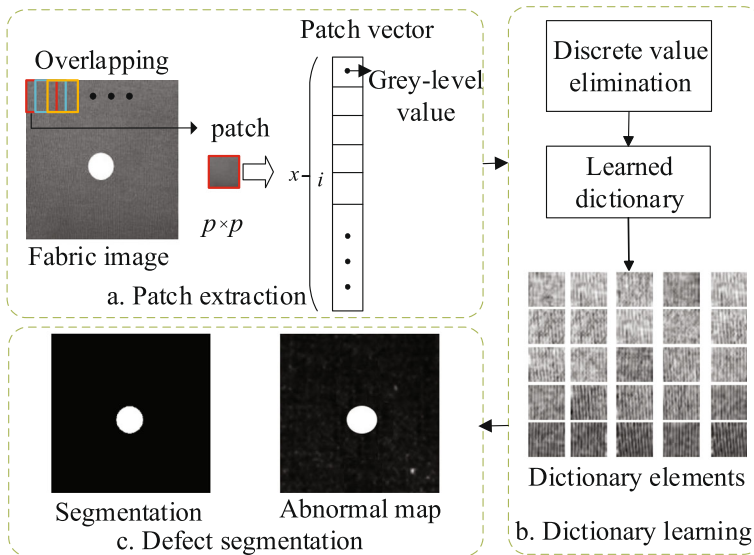 Patch vector
Overlapping
Grey-level
value
patch
x
i
p×p
Fabric image
a. Patch extraction
Discrete value
elimination
Learned
dictionary
Dictionary elements
b. Dictionary learning
Segmentation
Abnormal map
c. Defect segmentation